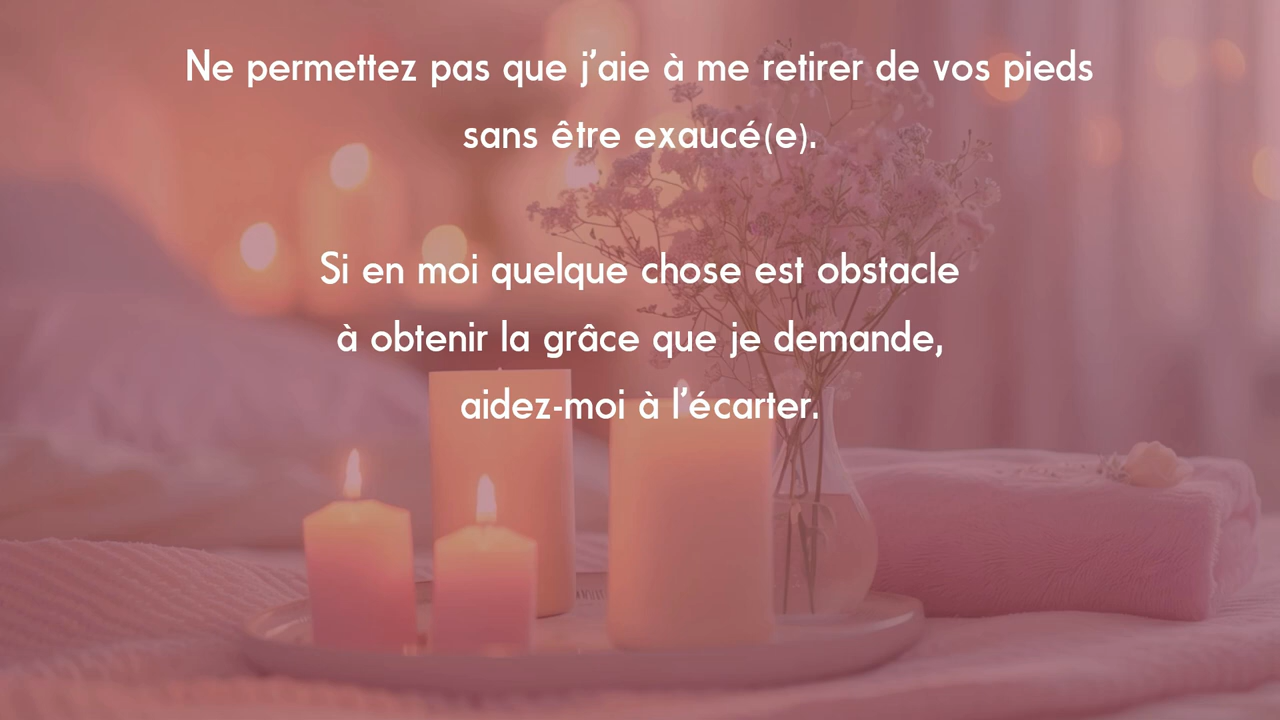 Ne permettez pas que j’aie à me retirer de vos pieds
sans être exaucé(e).
Si en moi quelque chose est obstacle
à obtenir la grâce que je demande,
aidez-moi à l’écarter.